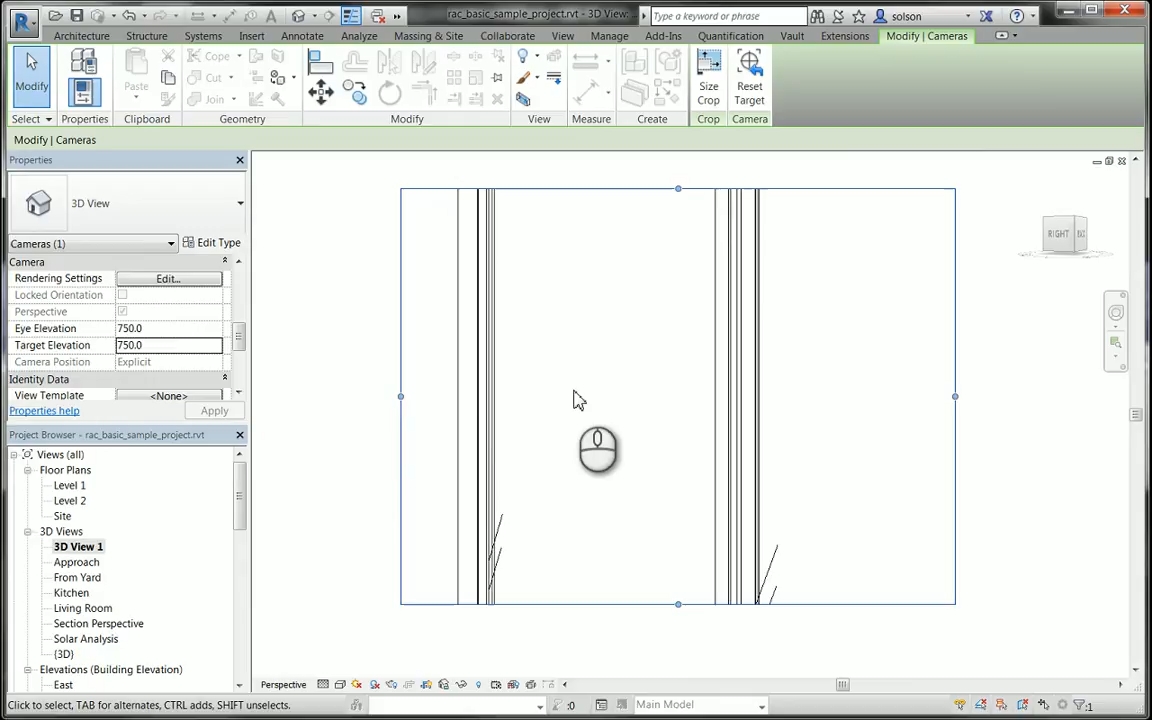 rac_basic_sample_project.rvt - 3D View: Type a keyword or phrase solson
Architecture Structure Systems Insert Annotate Analyze Massing & Site Collaborate View Manage Add-Ins Quantification Vault Extensions Modify | Cameras
Modify Paste Cope Cut Join Size Crop Reset Target
Select Properties Clipboard Geometry Modify View Measure Create Crop Camera
Modify | Cameras
Properties
3D View
Cameras (1) Edit Type
Camera
Rendering Settings Edit...
Locked Orientation
Perspective
Eye Elevation 750.0
Target Elevation 750.0
Camera Position Explicit
Identity Data
View Template <None>
Properties help Apply
Project Browser - rac_basic_sample_project.rvt
Views (all)
Floor Plans
Level 1
Level 2
Site
3D Views
3D View 1
Approach
From Yard
Kitchen
Living Room
Section Perspective
Solar Analysis
{3D}
Elevations (Building Elevation)
East
RIGHT
Perspective
Click to select, TAB for alternates, CTRL adds, SHIFT unselects. :0 Main Model :1